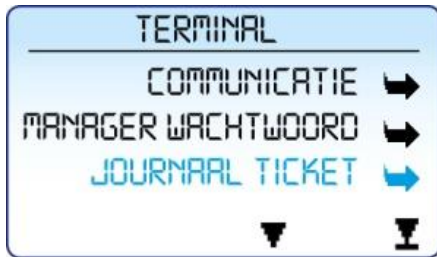 TERMINAL
COMMUNICATIE
MANAGER WACHTWOORD
JOURNAAL TICKET